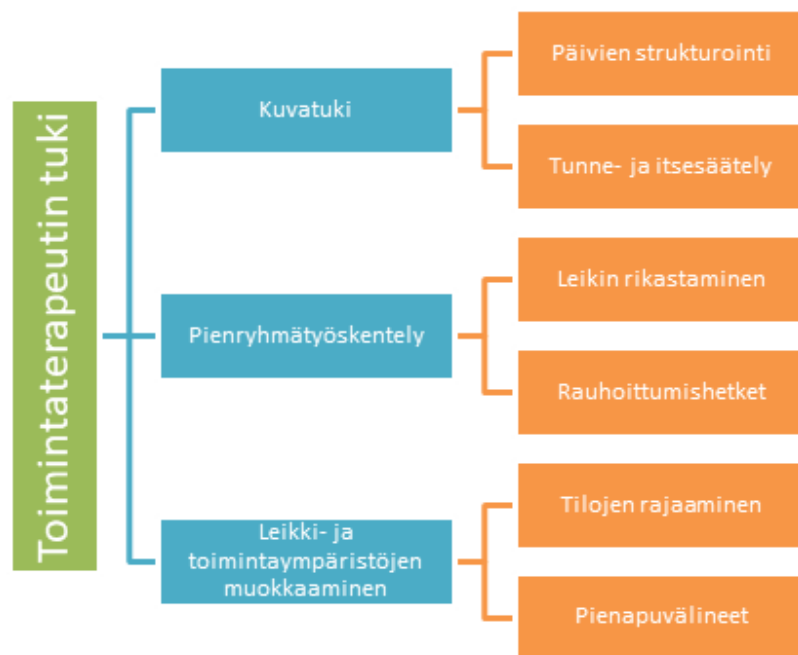 Toimintaterapeutin tuki
Kuvatuki
Päivien strukturointi
Tunne- ja itsesäätely
Pienryhmätyöskentely
Leikin rikastaminen
Rauhoittumishetket
Leikki- ja
toimintaympäristöjen
muokkaaminen
Tilojen rajaaminen
Pienapuvälineet